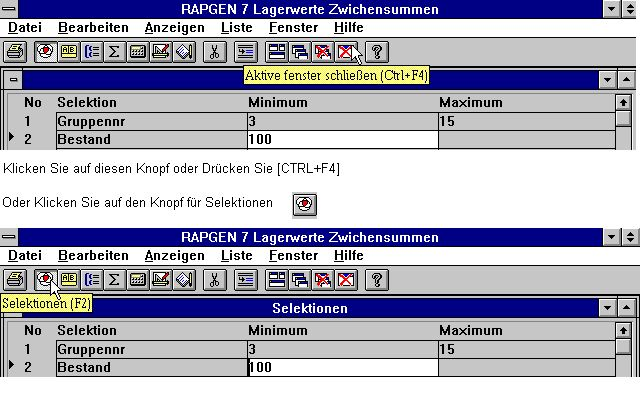 RAPGEN 7 Lagerwerte Zwichensummen
Datei Bearbeiten Anzeigen Liste Fenster Hilfe
Aktive fenster schließen (Ctrl+F4)
No Selektion Minimum Maximum
1 Gruppennr 3 15
2 Bestand 100
Klicken Sie auf diesen Knopf oder Drücken Sie [CTRL+F4]
Oder Klicken Sie auf den Knopf für Selektionen
RAPGEN 7 Lagerwerte Zwichensummen
Datei Bearbeiten Anzeigen Liste Fenster Hilfe
Selektionen (F2)
Selektionen
No Selektion Minimum Maximum
1 Gruppennr 3 15
2 Bestand 100